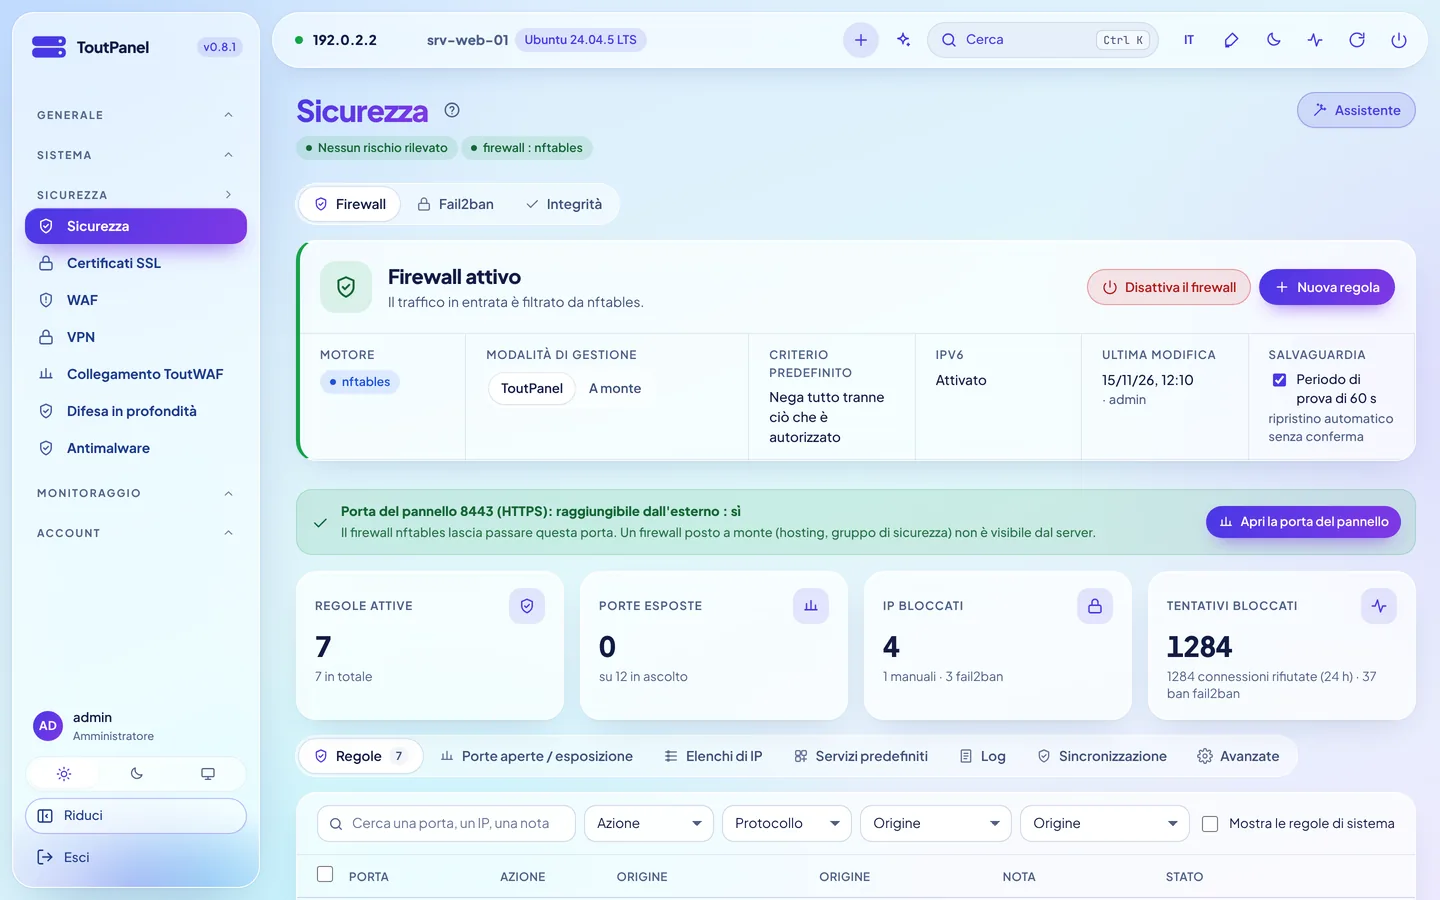 ToutPanel
v0.8.1
GENERALE
SISTEMA
SICUREZZA
Sicurezza
Certificati SSL
WAF
VPN
Collegamento ToutWAF
Difesa in profondità
Antimalware
MONITORAGGIO
ACCOUNT
AD
admin
Amministratore
Riduci
Esci
192.0.2.2
srv-web-01
Ubuntu 24.04.5 LTS
Cerca
Ctrl K
IT
Sicurezza
Assistente
Nessun rischio rilevato
firewall : nftables
Firewall
Fail2ban
Integrità
Firewall attivo
Il traffico in entrata è filtrato da nftables.
Disattiva il firewall
Nuova regola
MOTORE
nftables
MODALITÀ DI GESTIONE
ToutPanel
A monte
CRITERIO
PREDEFINITO
Nega tutto tranne
ciò che è
autorizzato
IPV6
Attivato
ULTIMA MODIFICA
15/11/26, 12:10
· admin
SALVAGUARDIA
Periodo di
prova di 60 s
ripristino automatico
senza conferma
Porta del pannello 8443 (HTTPS): raggiungibile dall'esterno : sì
Il firewall nftables lascia passare questa porta. Un firewall posto a monte (hosting, gruppo di sicurezza) non è visibile dal server.
Apri la porta del pannello
REGOLE ATTIVE
7
7 in totale
PORTE ESPOSTE
0
su 12 in ascolto
IP BLOCCATI
4
1 manuali · 3 fail2ban
TENTATIVI BLOCCATI
1284
1284 connessioni rifiutate (24 h) · 37
ban fail2ban
Regole 7
Porte aperte / esposizione
Elenchi di IP
Servizi predefiniti
Log
Sincronizzazione
Avanzate
Cerca una porta, un IP, una nota
Azione
Protocollo
Origine
Origine
Mostra le regole di sistema
PORTA
AZIONE
ORIGINE
ORIGINE
NOTA
STATO